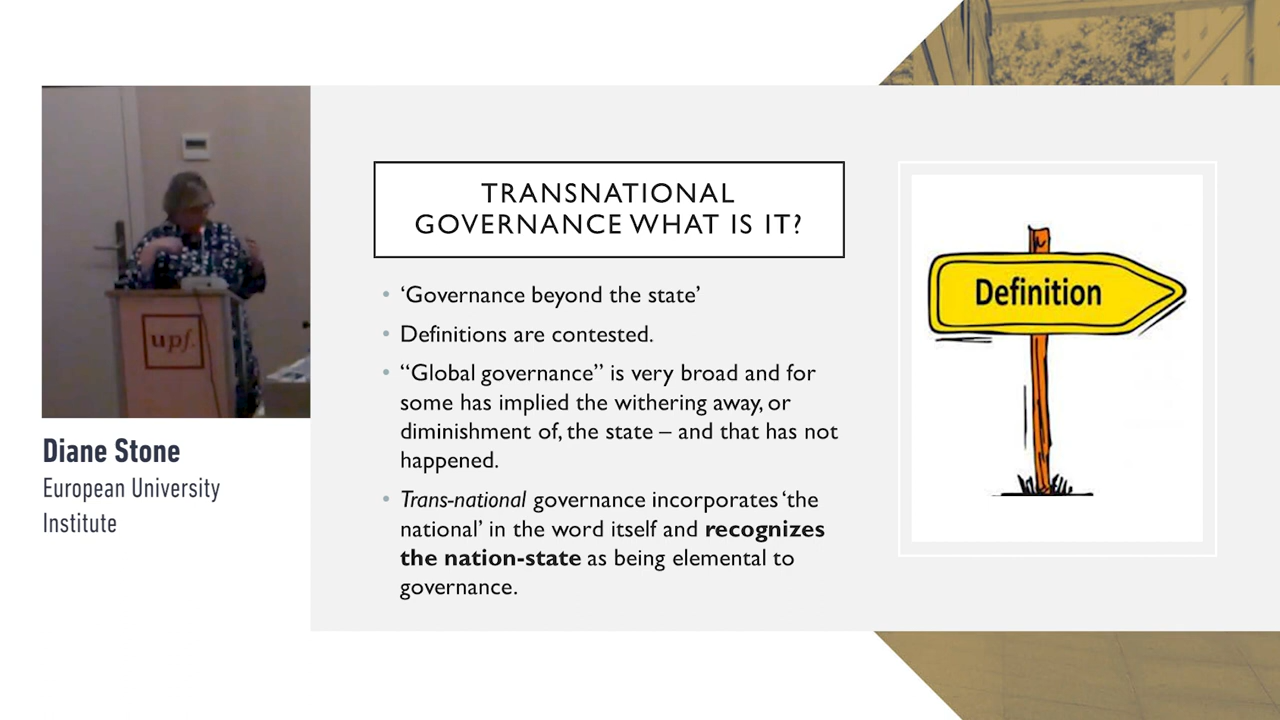 upf.
Diane Stone
European University
Institute
TRANSNATIONAL
GOVERNANCE WHAT IS IT?
• ‘Governance beyond the state’
• Definitions are contested.
• “Global governance” is very broad and for
some has implied the withering away, or
diminishment of, the state – and that has not
happened.
• Trans-national governance incorporates ‘the
national’ in the word itself and recognizes
the nation-state as being elemental to
governance.
Definition